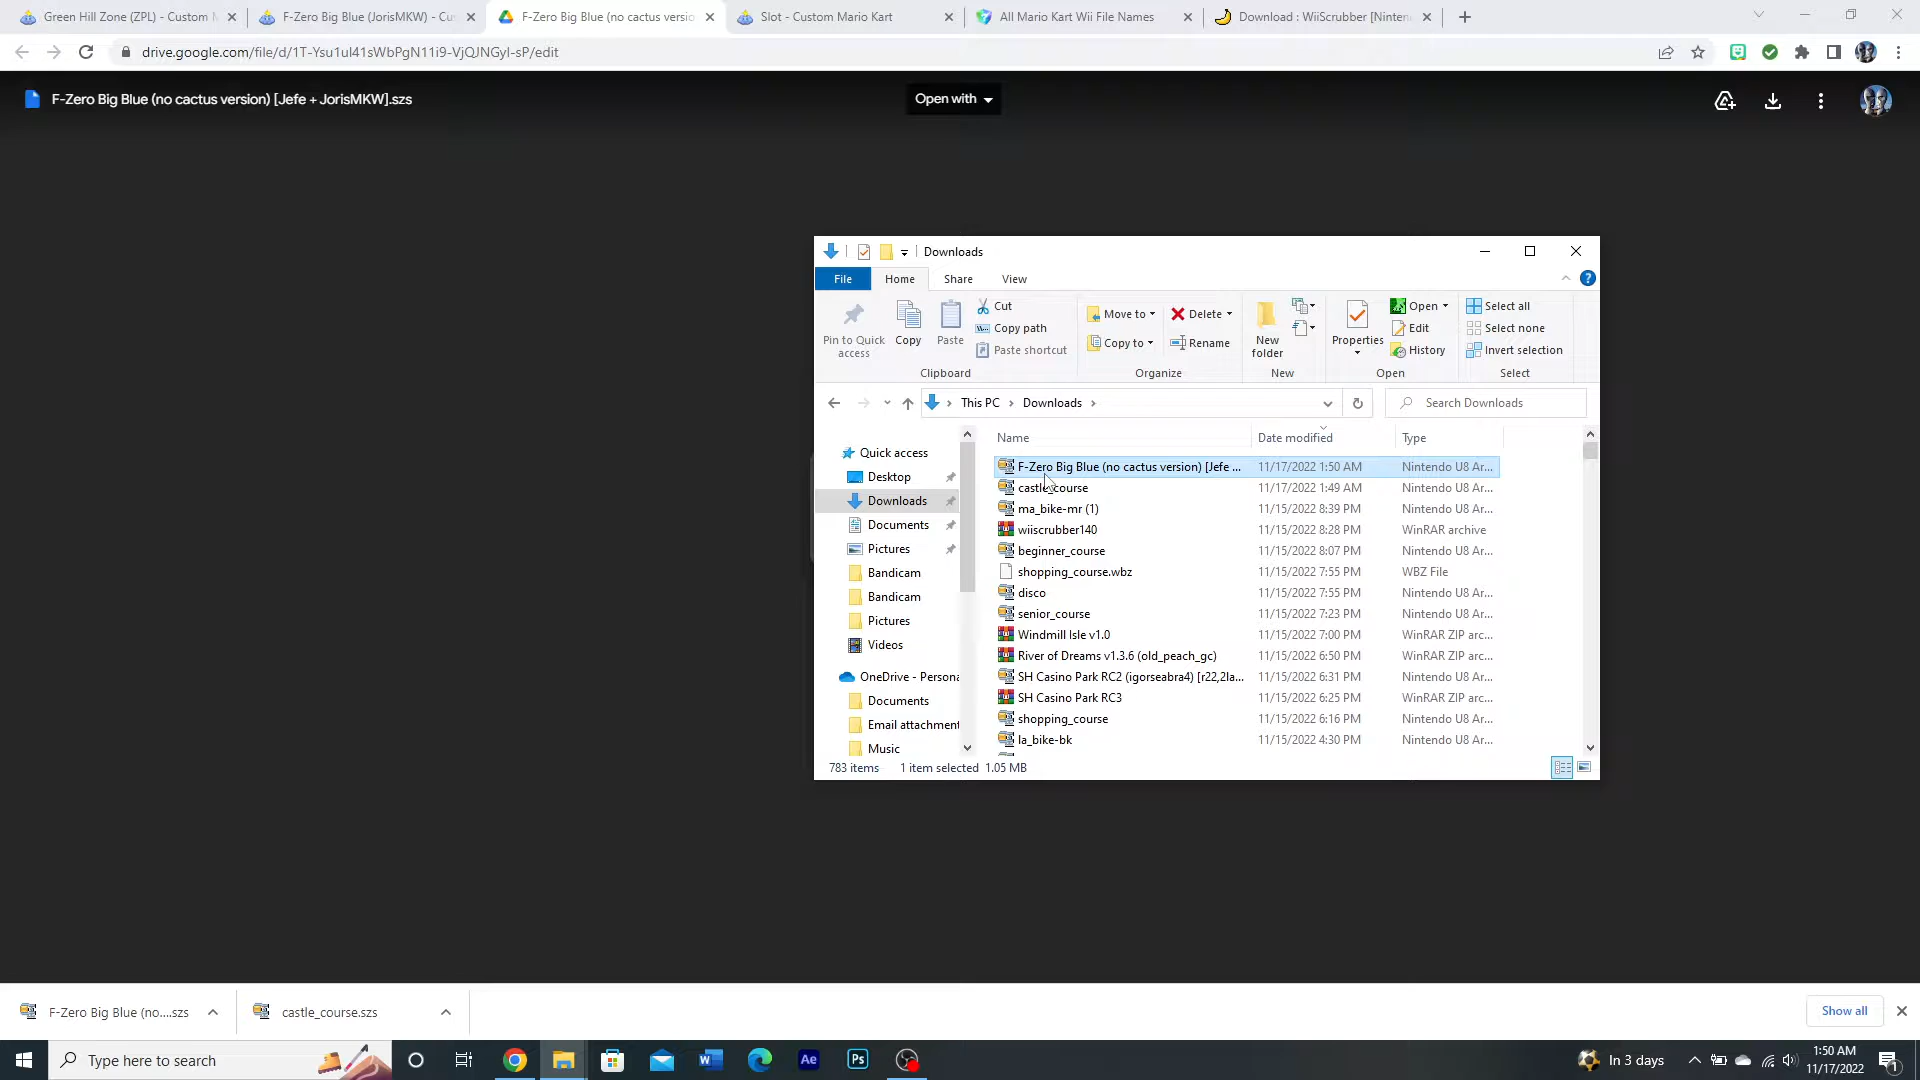 Green Hill Zone (ZPL) - Custom M
F-Zero Big Blue (JorisMKW) - Cu
F-Zero Big Blue (no cactus versio
Slot - Custom Mario Kart
All Mario Kart Wii File Names
Download : WiiScrubber [Ninten
drive.google.com/file/d/1T-Ysu1ul41sWbPgN11i9-VjQJNGyI-sP/edit
F-Zero Big Blue (no cactus version) [Jefe + JorisMKW].szs
Open with
Downloads
File Home Share View
Pin to Quick access
Copy
Paste
Cut
Copy path
Paste shortcut
Clipboard
Move to
Copy to
Delete
Rename
Organize
New folder
New
Properties
Open
Edit
History
Open
Select all
Select none
Invert selection
Select
This PC > Downloads >
Search Downloads
Quick access
Desktop
Downloads
Documents
Pictures
Bandicam
Bandicam
Pictures
Videos
OneDrive - Persona
Documents
Email attachment
Music
Name Date modified Type
F-Zero Big Blue (no cactus version) [Jefe ... 11/17/2022 1:50 AM Nintendo U8 Ar...
castle_course 11/17/2022 1:49 AM Nintendo U8 Ar...
ma_bike-mr (1) 11/15/2022 8:39 PM Nintendo U8 Ar...
wiiscrubber140 11/15/2022 8:28 PM WinRAR archive
beginner_course 11/15/2022 8:07 PM Nintendo U8 Ar...
shopping_course.wbz 11/15/2022 7:55 PM WBZ File
disco 11/15/2022 7:55 PM Nintendo U8 Ar...
senior_course 11/15/2022 7:23 PM Nintendo U8 Ar...
Windmill Isle v1.0 11/15/2022 7:00 PM WinRAR ZIP arc...
River of Dreams v1.3.6 (old_peach_gc) 11/15/2022 6:50 PM WinRAR ZIP arc...
SH Casino Park RC2 (igorseabra4) [r22,2la... 11/15/2022 6:31 PM Nintendo U8 Ar...
SH Casino Park RC3 11/15/2022 6:25 PM WinRAR ZIP arc...
shopping_course 11/15/2022 6:16 PM Nintendo U8 Ar...
la_bike-bk 11/15/2022 4:30 PM Nintendo U8 Ar...
783 items 1 item selected 1.05 MB
F-Zero Big Blue (no....szs
castle_course.szs
Show all
Type here to search
W
Ae
Ps
In 3 days
1:50 AM
11/17/2022
1